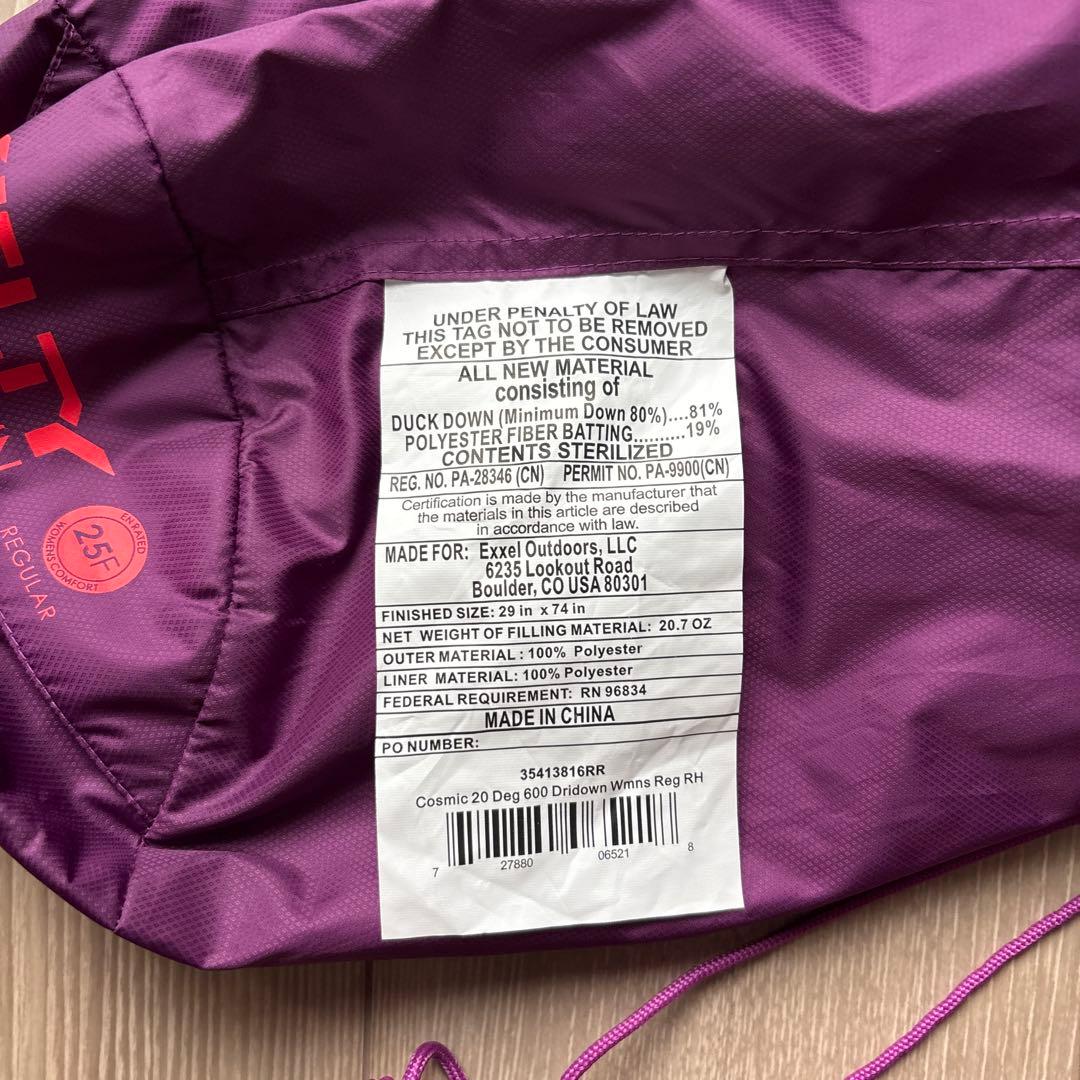 UNDER PENALTY OF LAW
THIS TAG NOT TO BE REMOVED
EXCEPT BY THE CONSUMER
ALL NEW MATERIAL
consisting of
DUCK DOWN (Minimum Down 80%)....81%
POLYESTER FIBER BATTING..........19%
CONTENTS STERILIZED
REG. NO. PA-28346 (CN) PERMIT NO. PA-9900(CN)
Certification is made by the manufacturer that
the materials in this article are described
in accordance with law.
MADE FOR: Exxel Outdoors, LLC
6235 Lookout Road
Boulder, CO USA 80301
FINISHED SIZE: 29 in x 74 in
NET WEIGHT OF FILLING MATERIAL: 20.7 OZ
OUTER MATERIAL : 100% Polyester
LINER MATERIAL: 100% Polyester
FEDERAL REQUIREMENT: RN 96834
MADE IN CHINA
PO NUMBER:
35413816RR
Cosmic 20 Deg 600 Dridown Wmns Reg RH
7 27880 06521 8
EN RATED
25F
WOMENS COMFORT
REGULAR